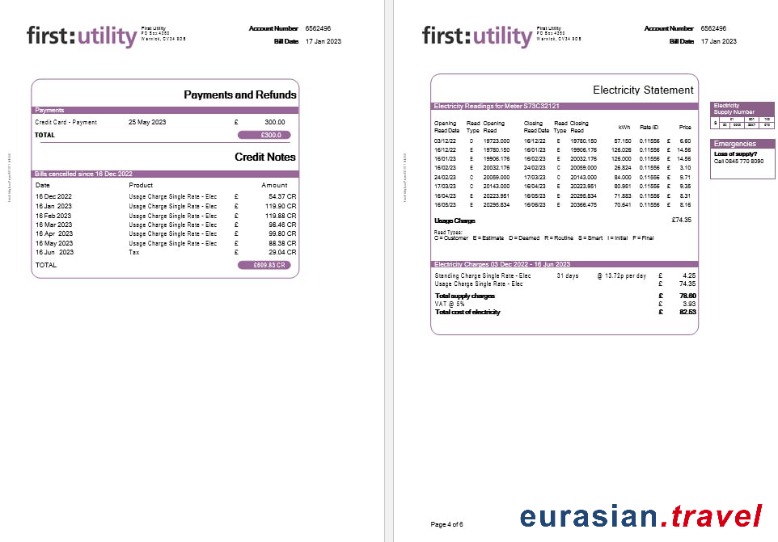 first:utility
First Utility
PO Box 4360
Warwick, CV34 9DB
Account Number 6562496
Bill Date 17 Jan 2023
Payments and Refunds
Payments
Credit Card - Payment 25 May 2023 £ 300.00
TOTAL £300.0
Credit Notes
Bills cancelled since 16 Dec 2022
Date Product Amount
16 Dec 2022 Usage Charge Single Rate - Elec £ 54.37 CR
16 Jan 2023 Usage Charge Single Rate - Elec £ 119.90 CR
16 Feb 2023 Usage Charge Single Rate - Elec £ 119.88 CR
16 Mar 2023 Usage Charge Single Rate - Elec £ 98.46 CR
16 Apr 2023 Usage Charge Single Rate - Elec £ 99.80 CR
16 May 2023 Usage Charge Single Rate - Elec £ 88.38 CR
16 Jun 2023 Tax £ 29.04 CR
TOTAL £609.83 CR
first:utility
First Utility
PO Box 4360
Warwick, CV34 9DB
Account Number 6562496
Bill Date 17 Jan 2023
Electricity Statement
Electricity Readings for Meter S73C32121
Opening Read Opening Closing Read Closing kWh Rate ID Price
Read Date Type Read Read Date Type Read
03/12/22 C 19723.000 16/12/22 E 19780.150 57.150 0.11556 £ 6.60
16/12/22 E 19780.150 16/01/23 E 19906.176 126.026 0.11556 £ 14.56
16/01/23 E 19906.176 16/02/23 E 20032.176 126.000 0.11556 £ 14.56
16/02/23 E 20032.176 24/02/23 C 20059.000 26.824 0.11556 £ 3.10
24/02/23 C 20059.000 17/03/23 C 20143.000 84.000 0.11556 £ 9.71
17/03/23 C 20143.000 16/04/23 E 20223.951 80.951 0.11556 £ 9.35
16/04/23 E 20223.951 16/05/23 E 20295.834 71.883 0.11556 £ 8.31
16/05/23 E 20295.834 16/06/23 E 20366.475 70.641 0.11556 £ 8.16
Usage Charge £74.35
Read Types:
C = Customer E = Estimate D = Deemed R = Routine S = Smart I = Initial F = Final
Electricity Charges 03 Dec 2022 - 16 Jun 2023
Standing Charge Single Rate - Elec 31 days @ 13.72p per day £ 4.25
Usage Charge Single Rate - Elec £ 74.35
Total supply charges £ 78.60
VAT @ 5% £ 3.93
Total cost of electricity £ 82.53
Electricity
Supply Number
S
Emergencies
Loss of supply?
Call 0845 770 8090
Page 4 of 6
eurasian.travel